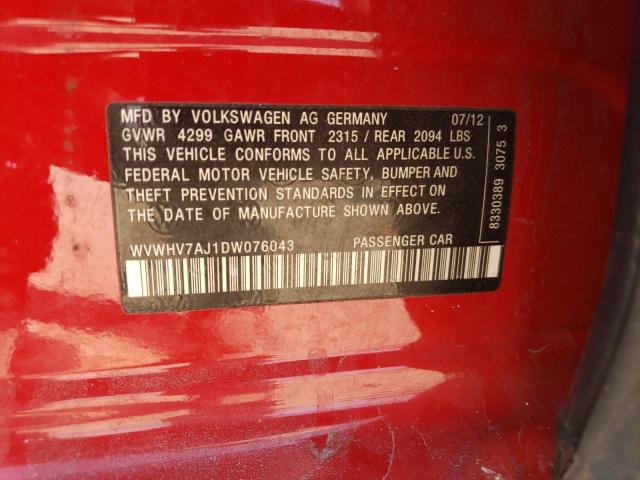 MFD BY VOLKSWAGEN AG GERMANY 07/12
GVWR 4299 GAWR FRONT 2315 / REAR 2094 LBS
THIS VEHICLE CONFORMS TO ALL APPLICABLE U.S.
FEDERAL MOTOR VEHICLE SAFETY, BUMPER AND
THEFT PREVENTION STANDARDS IN EFFECT ON
THE DATE OF MANUFACTURE SHOWN ABOVE.
WVWHV7AJ1DW076043 PASSENGER CAR
8330389 3075 3